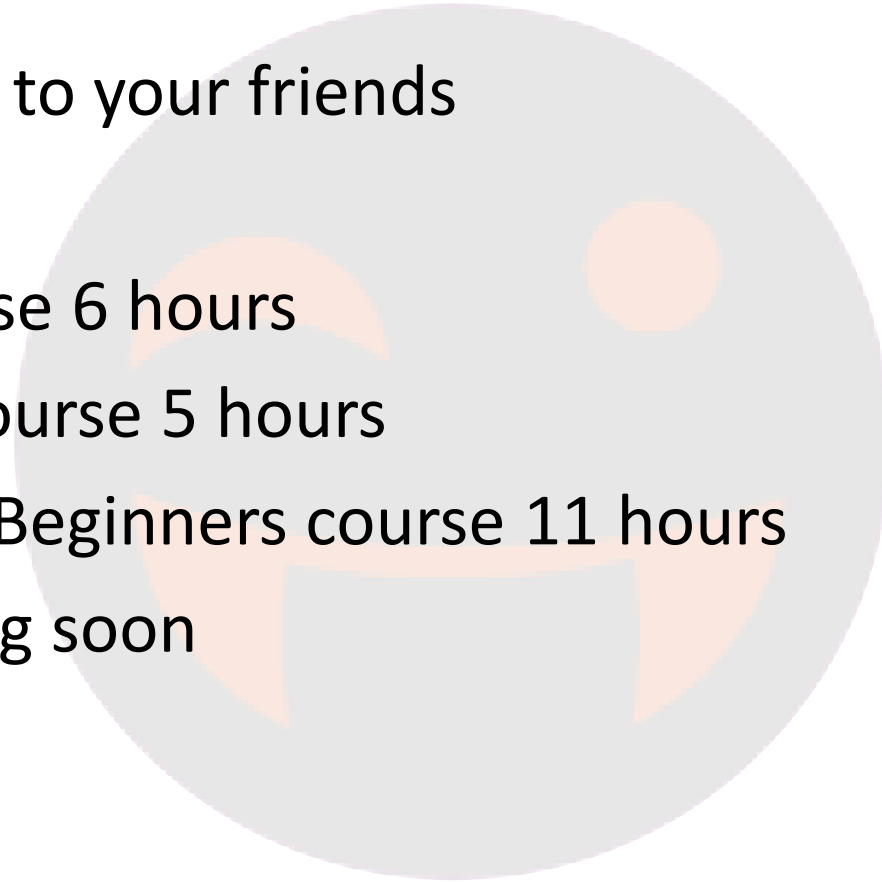 to your friends
se 6 hours
ourse 5 hours
Beginners course 11 hours
g soon